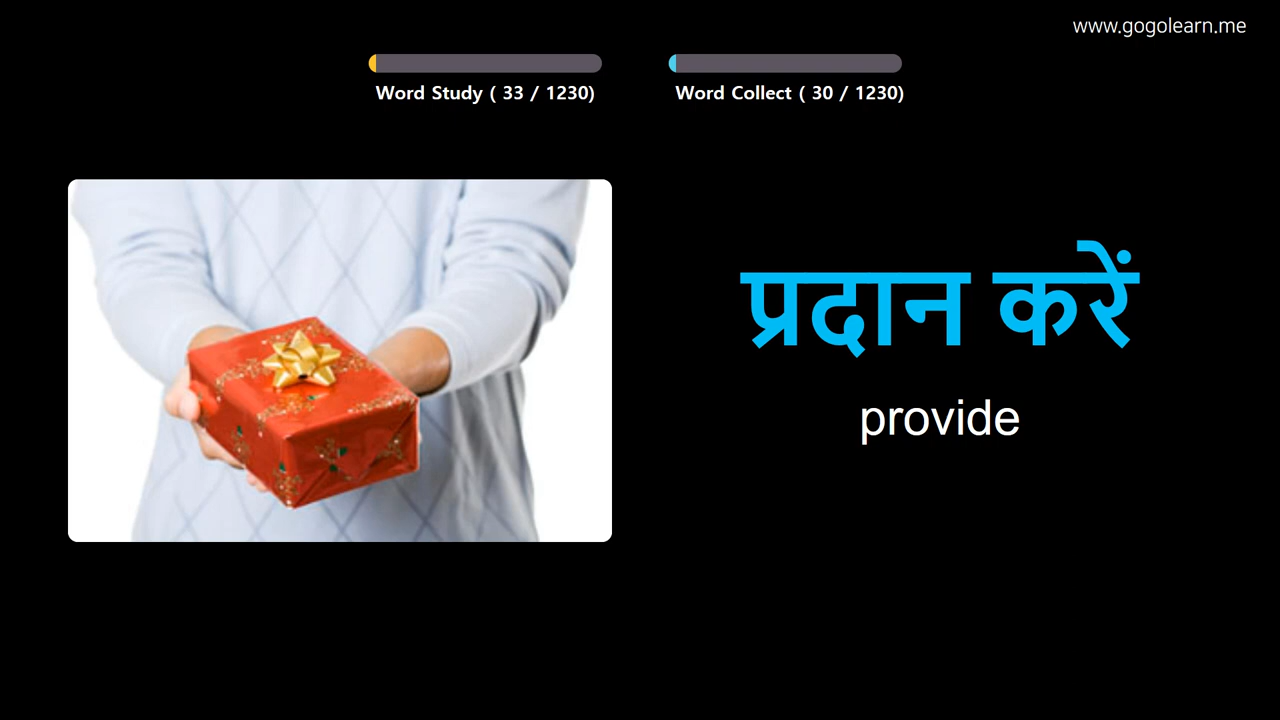 www.gogolearn.me
Word Study ( 33 / 1230)
Word Collect ( 30 / 1230)
प्रदान करें
provide